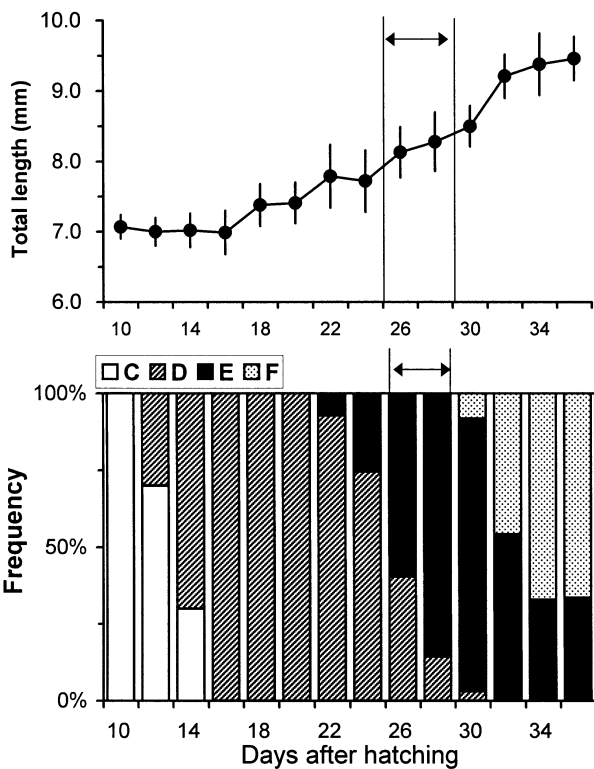 10.0
9.0
8.0
7.0
6.0
Total length (mm)
10 14 18 22 26 30 34
C D E F
100%
50%
0%
Frequency
10 14 18 22 26 30 34
Days after hatching